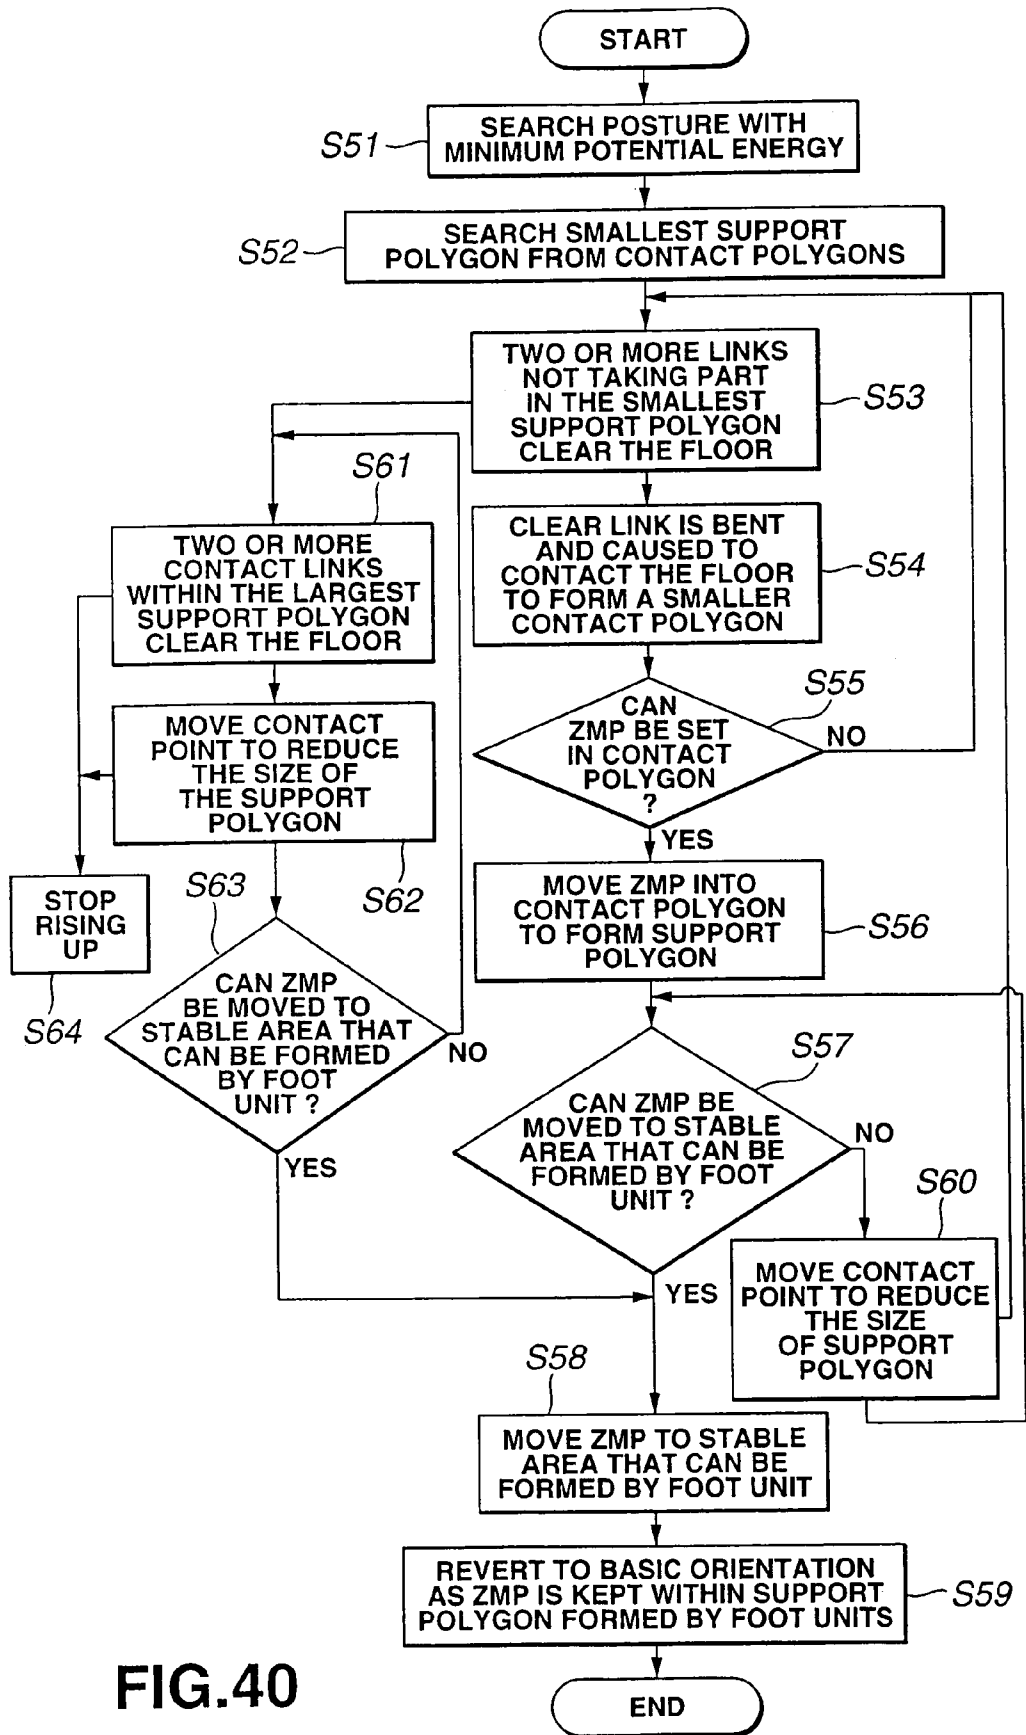 START
S51
SEARCH POSTURE WITH
MINIMUM POTENTIAL ENERGY
S52
SEARCH SMALLEST SUPPORT
POLYGON FROM CONTACT POLYGONS
TWO OR MORE LINKS
NOT TAKING PART
IN THE SMALLEST
SUPPORT POLYGON
CLEAR THE FLOOR
S53
S61
TWO OR MORE
CONTACT LINKS
WITHIN THE LARGEST
SUPPORT POLYGON
CLEAR THE FLOOR
CLEAR LINK IS BENT
AND CAUSED TO
CONTACT THE FLOOR
TO FORM A SMALLER
CONTACT POLYGON
S54
MOVE CONTACT
POINT TO REDUCE
THE SIZE OF
THE SUPPORT
POLYGON
S62
CAN
ZMP BE SET
IN CONTACT
POLYGON
?
S55
NO
YES
STOP
RISING
UP
S64
S63
CAN ZMP
BE MOVED TO
STABLE AREA THAT
CAN BE FORMED
BY FOOT
UNIT ?
NO
YES
MOVE ZMP INTO
CONTACT POLYGON
TO FORM SUPPORT
POLYGON
S56
S57
CAN ZMP BE
MOVED TO STABLE
AREA THAT CAN BE
FORMED BY FOOT
UNIT ?
NO
YES
S60
MOVE CONTACT
POINT TO REDUCE
THE SIZE
OF SUPPORT
POLYGON
S58
MOVE ZMP TO STABLE
AREA THAT CAN BE
FORMED BY FOOT UNIT
REVERT TO BASIC ORIENTATION
AS ZMP IS KEPT WITHIN SUPPORT
POLYGON FORMED BY FOOT UNITS
S59
END
FIG.40